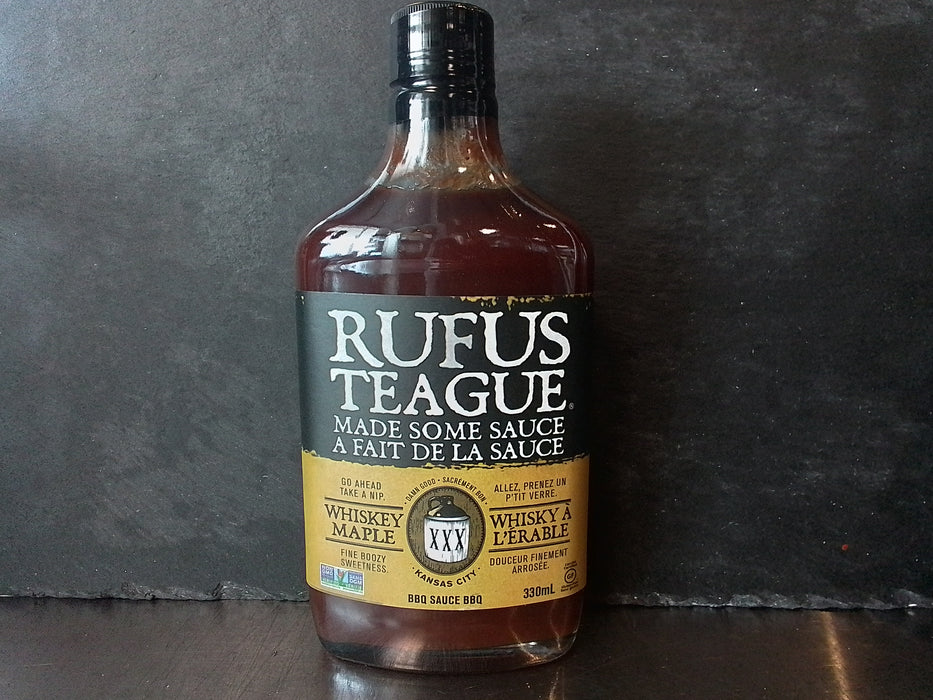 RUFUS
TEAGUE
MADE SOME SAUCE
A FAIT DE LA SAUCE
GO AHEAD
TAKE A NIP.
WHISKEY
MAPLE
FINE BOOZY
SWEETNESS.
DAMN GOOD • SACRÉMENT BON
XXX
• KANSAS CITY •
ALLEZ, PRENEZ UN
P'TIT VERRE.
WHISKY À
L'ÉRABLE
DOUCEUR FINEMENT
ARROSÉE.
BBQ SAUCE BBQ
330mL